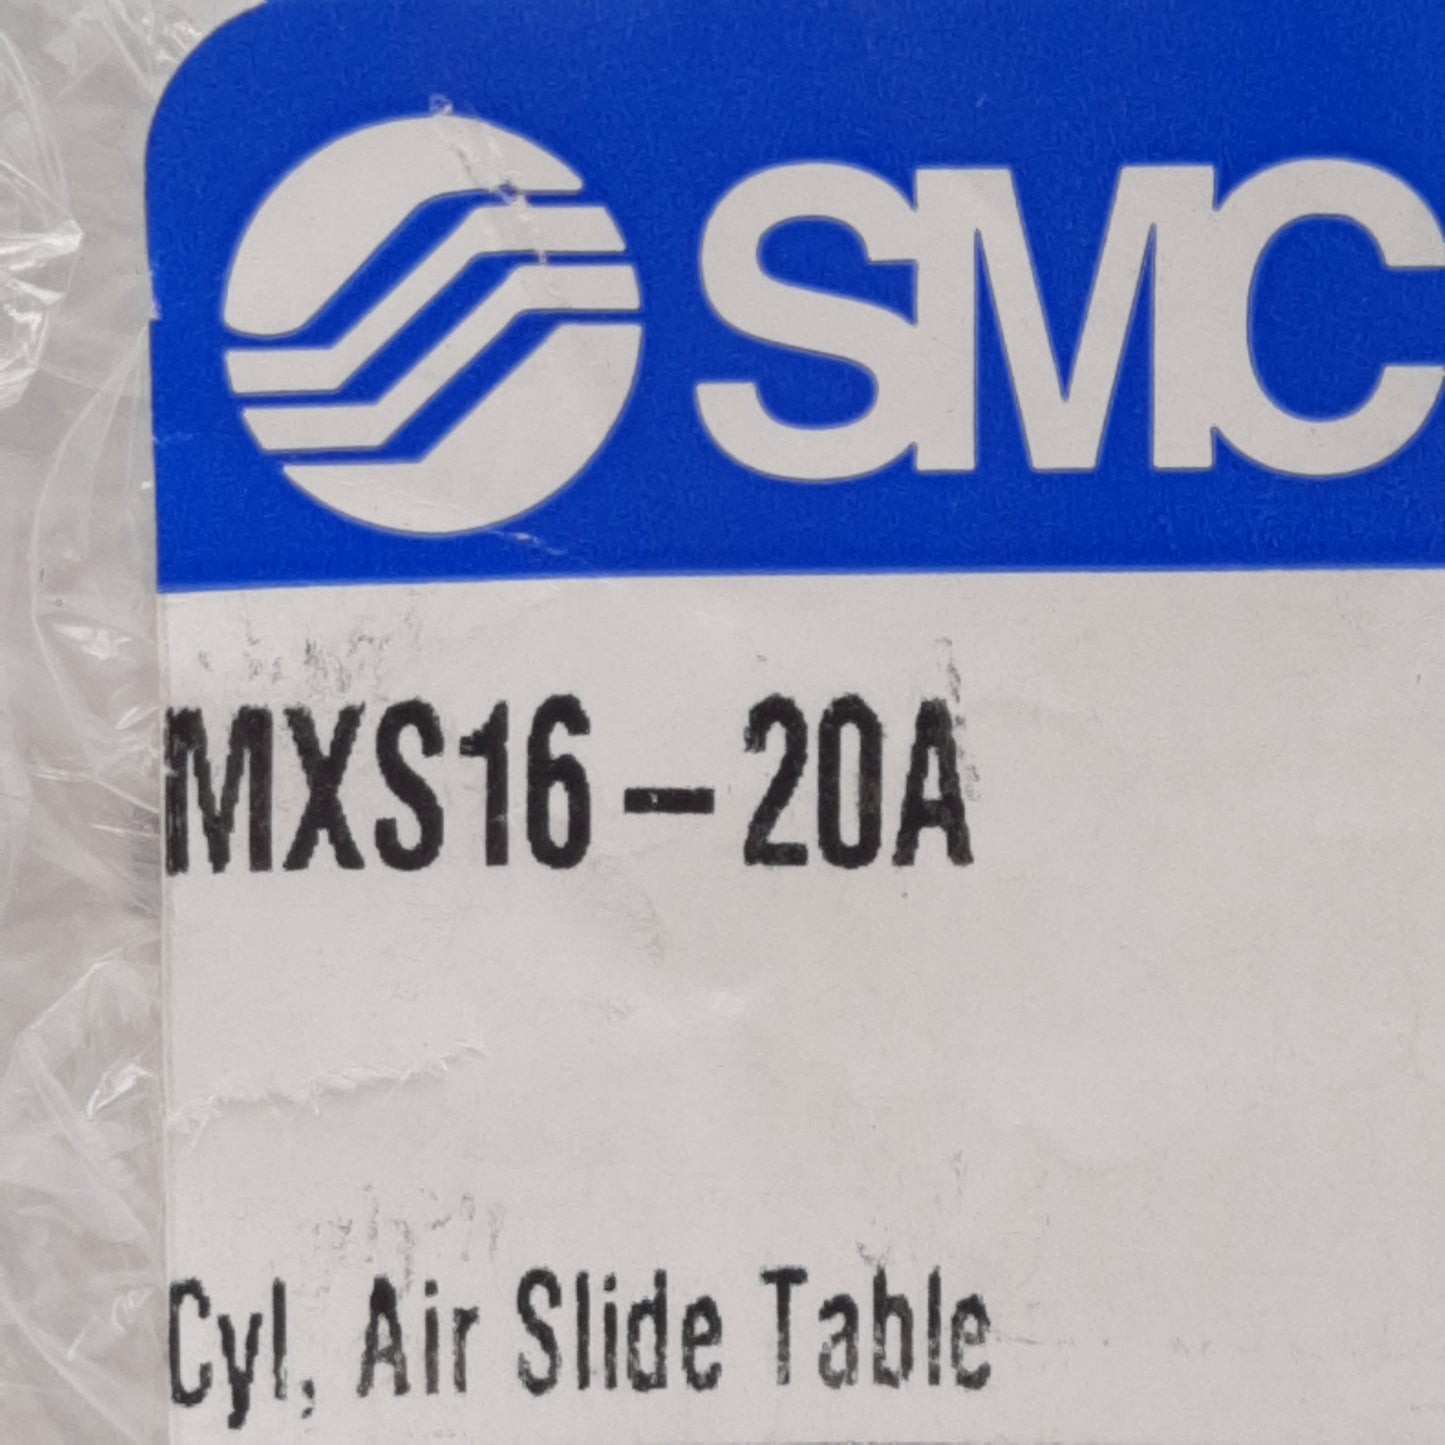 SMC
MXS16-20A
Cyl, Air Slide Table